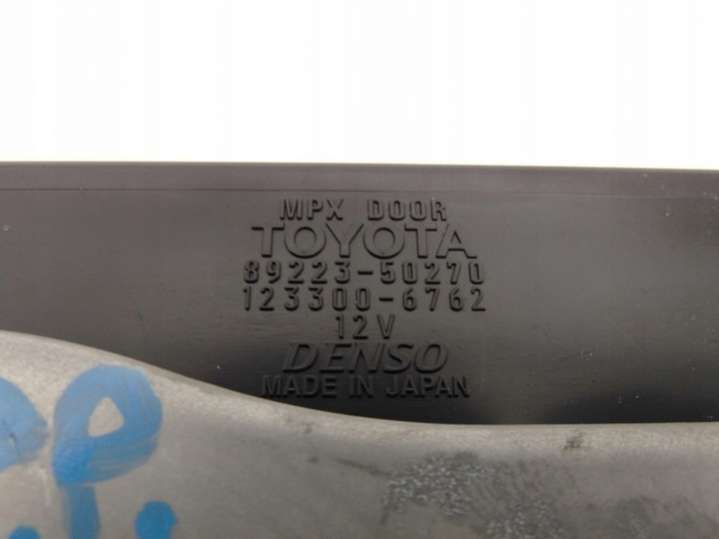 MPX DOOR
TOYOTA
89223-50270
123300-6762
12V
DENSO
MADE IN JAPAN